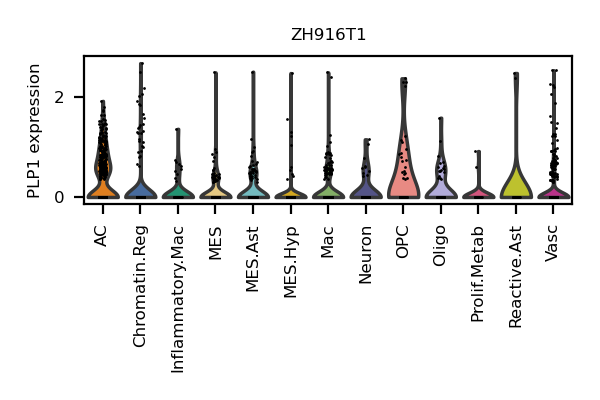 ZH916T1
PLP1 expression
2
0
AC
Chromatin.Reg
Inflammatory.Mac
MES
MES.Ast
MES.Hyp
Mac
Neuron
OPC
Oligo
Prolif.Metab
Reactive.Ast
Vasc